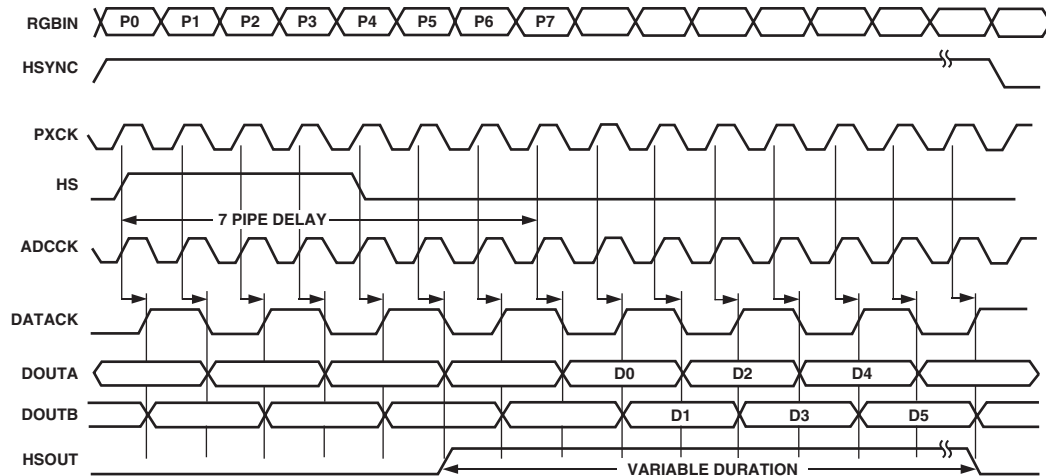 RGBIN P0 P1 P2 P3 P4 P5 P6 P7
HSYNC
PXCK
HS
7 PIPE DELAY
ADCCK
DATACK
DOUTA D0 D2 D4
DOUTB D1 D3 D5
HSOUT
VARIABLE DURATION